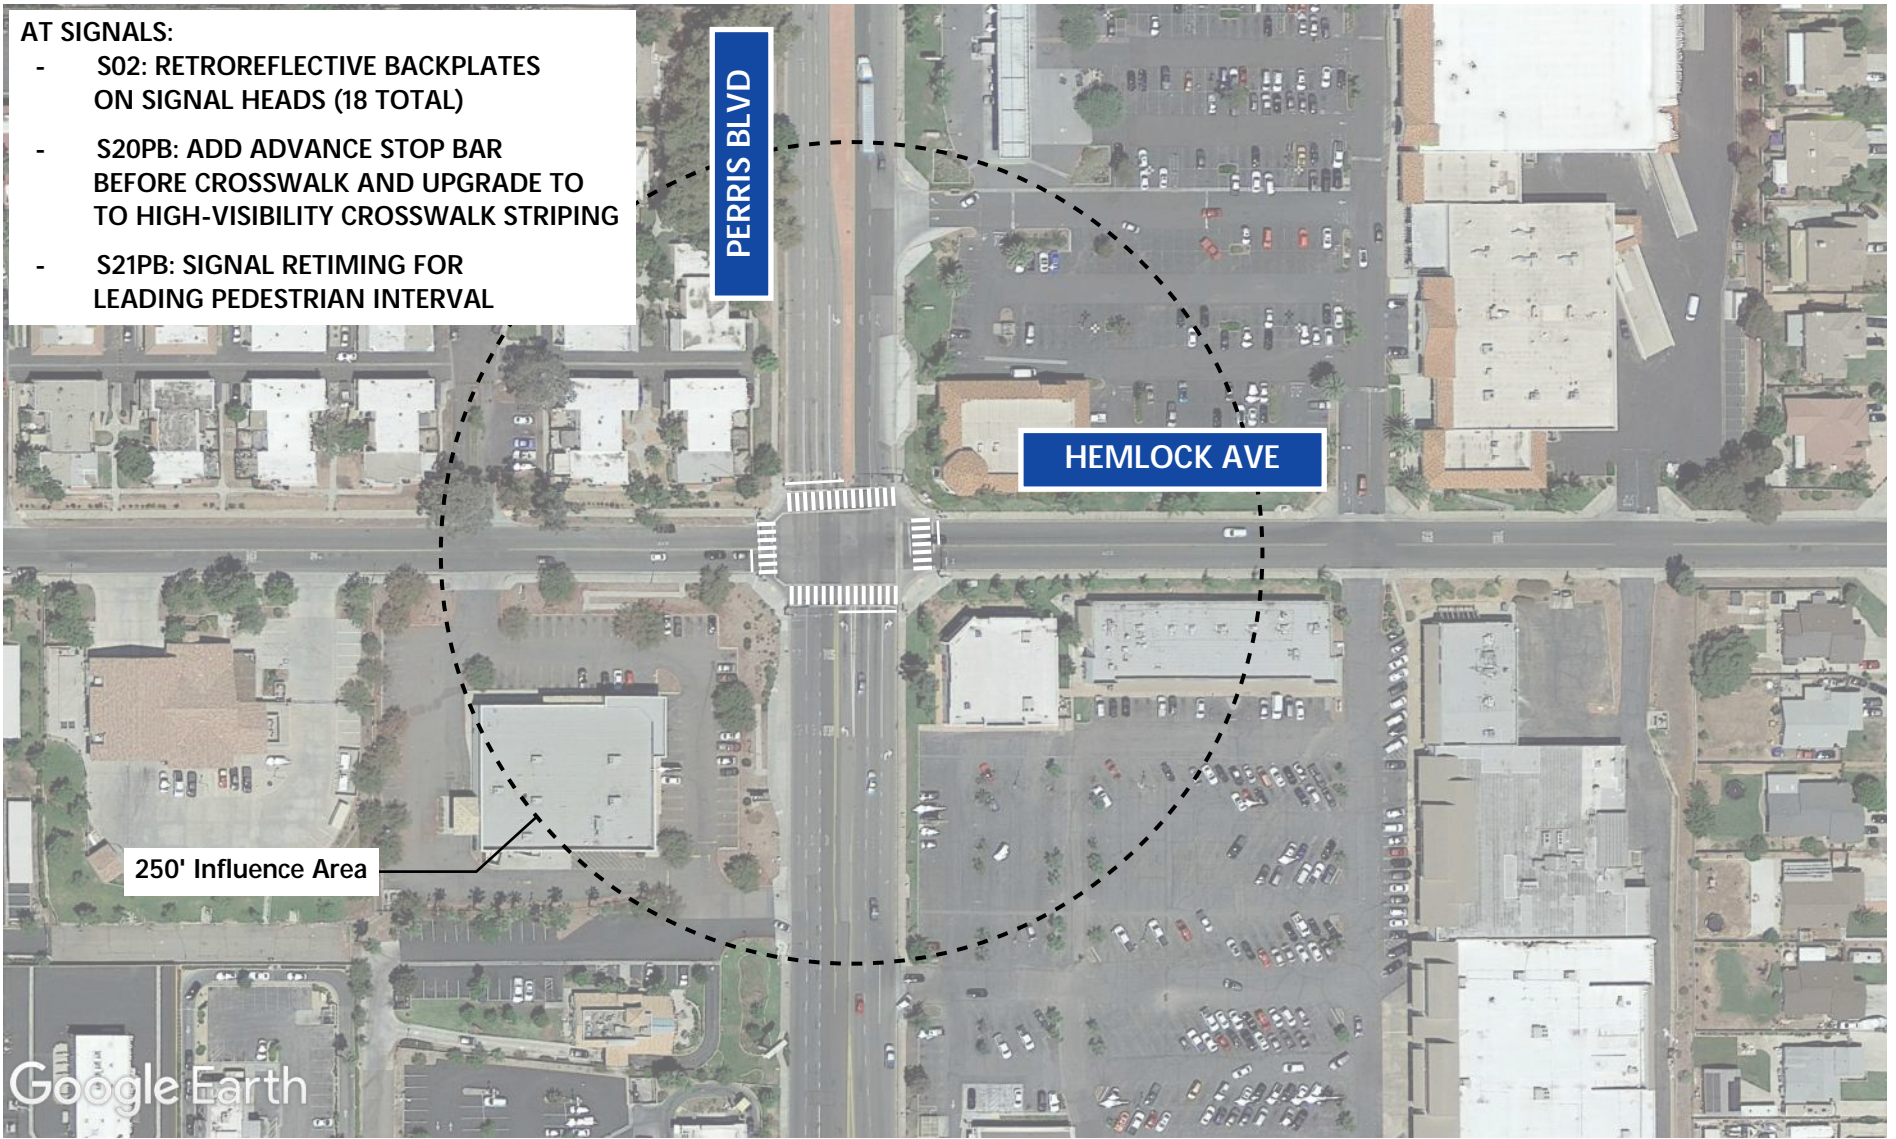 AT SIGNALS:
- S02: RETROREFLECTIVE BACKPLATES
ON SIGNAL HEADS (18 TOTAL)
- S20PB: ADD ADVANCE STOP BAR
BEFORE CROSSWALK AND UPGRADE TO
TO HIGH-VISIBILITY CROSSWALK STRIPING
- S21PB: SIGNAL RETIMING FOR
LEADING PEDESTRIAN INTERVAL
PERRIS BLVD
HEMLOCK AVE
250' Influence Area
Google Earth